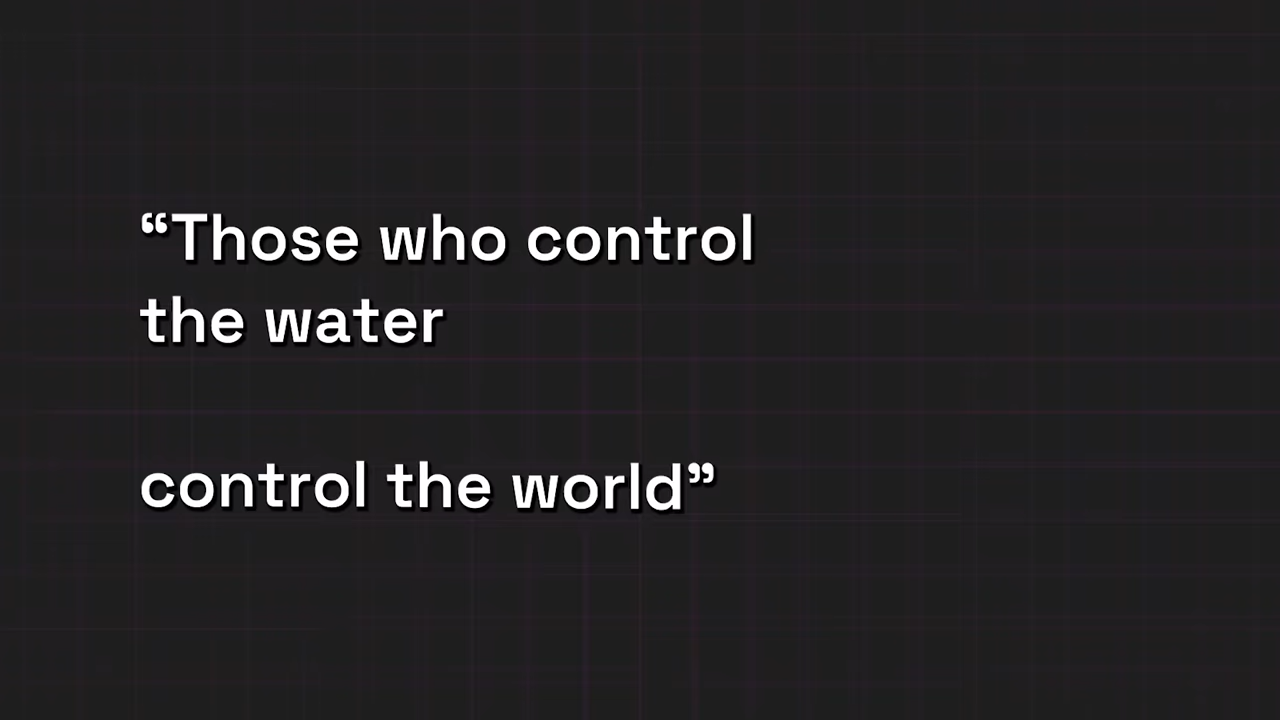 “Those who control
the water
control the world”